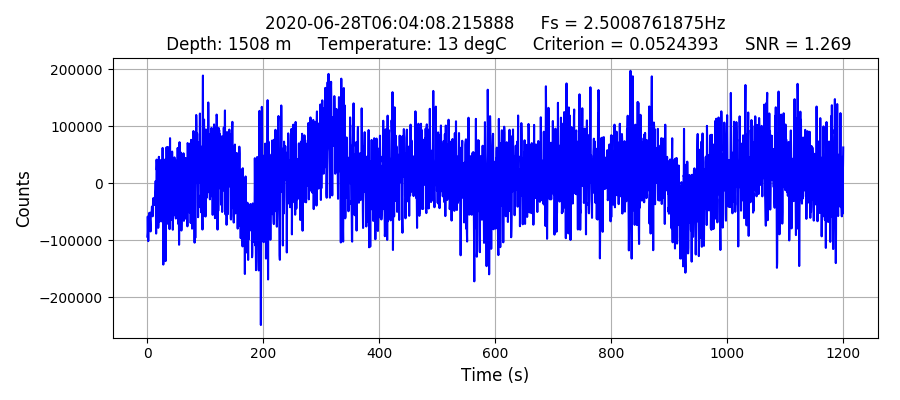 2020-06-28T06:04:08.215888 Fs = 2.5008761875Hz
Depth: 1508 m Temperature: 13 degC Criterion = 0.0524393 SNR = 1.269
200000
100000
0
−100000
−200000
Counts
0 200 400 600 800 1000 1200
Time (s)